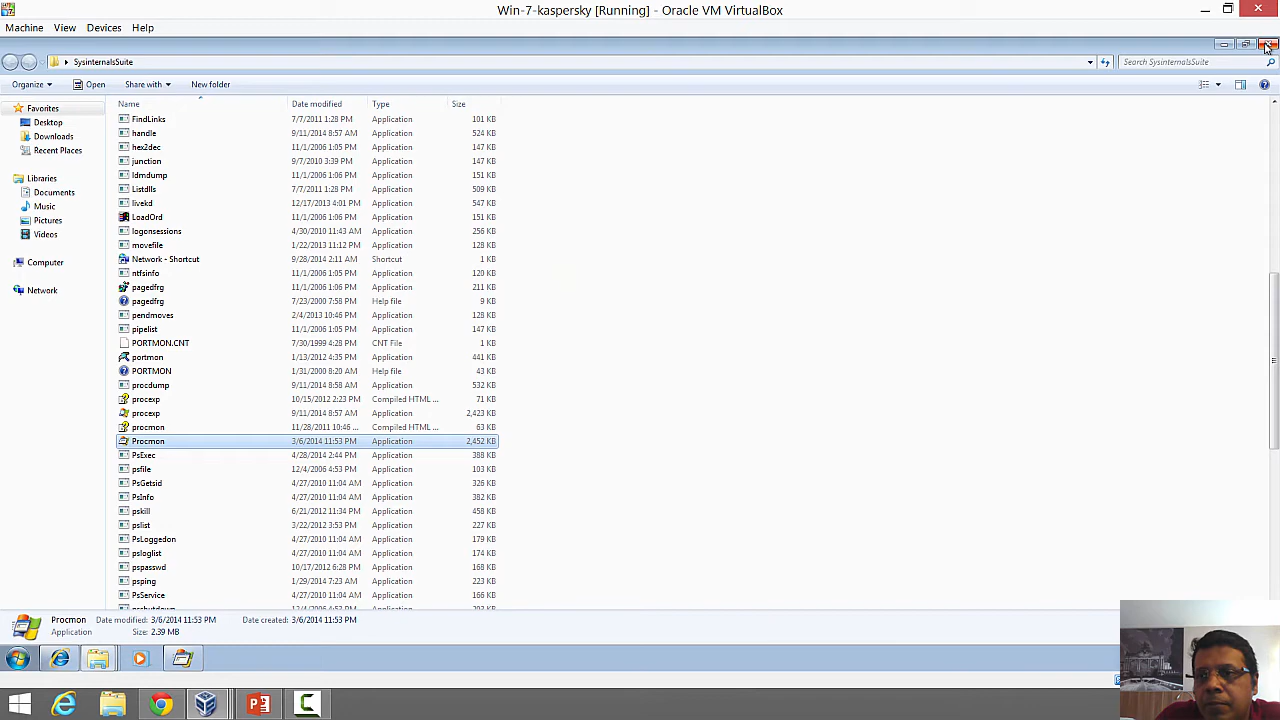 Win-7-kaspersky [Running] - Oracle VM VirtualBox
Machine View Devices Help
SysinternalsSuite Search SysinternalsSuite
Organize Open Share with New folder
Favorites
Desktop
Downloads
Recent Places
Libraries
Documents
Music
Pictures
Videos
Computer
Network
Name Date modified Type Size
FindLinks 7/7/2011 1:28 PM Application 101 KB
handle 9/11/2014 8:57 AM Application 524 KB
hex2dec 11/1/2006 1:05 PM Application 147 KB
junction 9/7/2010 3:39 PM Application 147 KB
ldmdump 11/1/2006 1:06 PM Application 151 KB
Listdlls 7/7/2011 1:28 PM Application 509 KB
livekd 12/17/2013 4:01 PM Application 547 KB
LoadOrd 11/1/2006 1:06 PM Application 151 KB
logonsessions 4/30/2010 11:43 AM Application 256 KB
movefile 1/22/2013 11:12 PM Application 128 KB
Network - Shortcut 9/28/2014 2:11 AM Shortcut 1 KB
ntfsinfo 11/1/2006 1:05 PM Application 120 KB
pagedfrg 11/1/2006 1:06 PM Application 211 KB
pagedfrg 7/23/2000 7:58 PM Help file 9 KB
pendmoves 2/4/2013 10:46 PM Application 128 KB
pipelist 11/1/2006 1:05 PM Application 147 KB
PORTMON.CNT 7/30/1999 4:28 PM CNT File 1 KB
portmon 1/13/2012 4:35 PM Application 441 KB
PORTMON 1/31/2000 8:20 AM Help file 43 KB
procdump 9/11/2014 8:58 AM Application 532 KB
procexp 10/15/2012 2:23 PM Compiled HTML ... 71 KB
procexp 9/11/2014 8:57 AM Application 2,423 KB
procmon 11/28/2011 10:46 ... Compiled HTML ... 63 KB
Procmon 3/6/2014 11:53 PM Application 2,452 KB
PsExec 4/28/2014 2:44 PM Application 388 KB
psfile 12/4/2006 4:53 PM Application 103 KB
PsGetsid 4/27/2010 11:04 AM Application 326 KB
PsInfo 4/27/2010 11:04 AM Application 382 KB
pskill 6/21/2012 11:34 PM Application 458 KB
pslist 3/22/2012 3:53 PM Application 227 KB
PsLoggedon 4/27/2010 11:04 AM Application 179 KB
psloglist 4/27/2010 11:04 AM Application 174 KB
pspasswd 10/17/2012 6:28 PM Application 168 KB
psping 1/29/2014 7:23 AM Application 223 KB
PsService 4/27/2010 11:04 AM Application 166 KB
Procmon Date modified: 3/6/2014 11:53 PM Date created: 3/6/2014 11:53 PM
Application Size: 2.39 MB